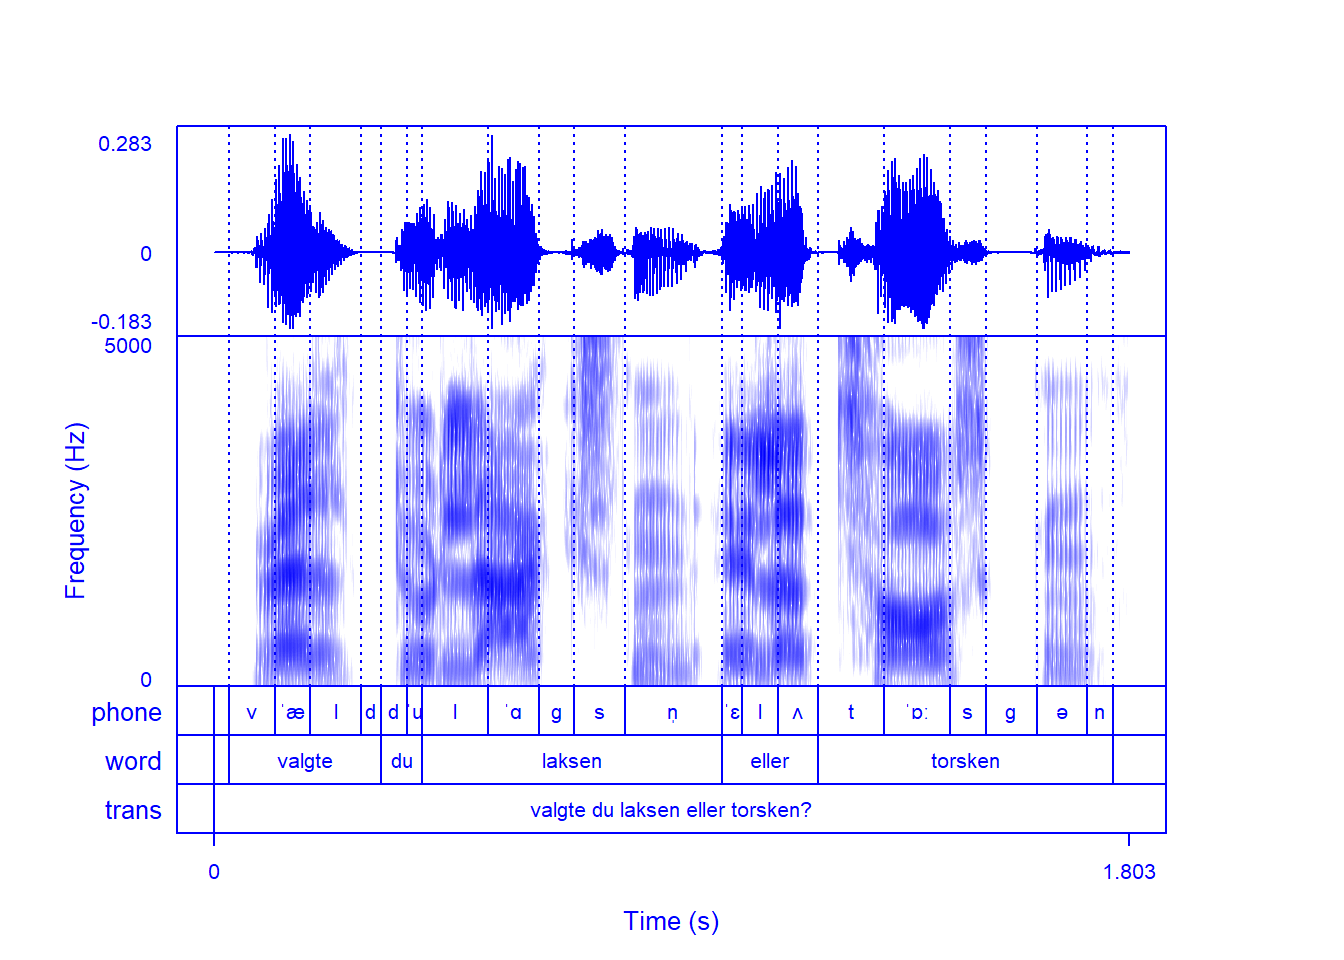 0.283
0
-0.183
5000
Frequency (Hz)
0
phone v ˈæ l d d ˈu l ˈɑ g s n̩ ˈɛ l ʌ t ˈɒː s g ə n
word valgte du laksen eller torsken
trans valgte du laksen eller torsken?
0 1.803
Time (s)